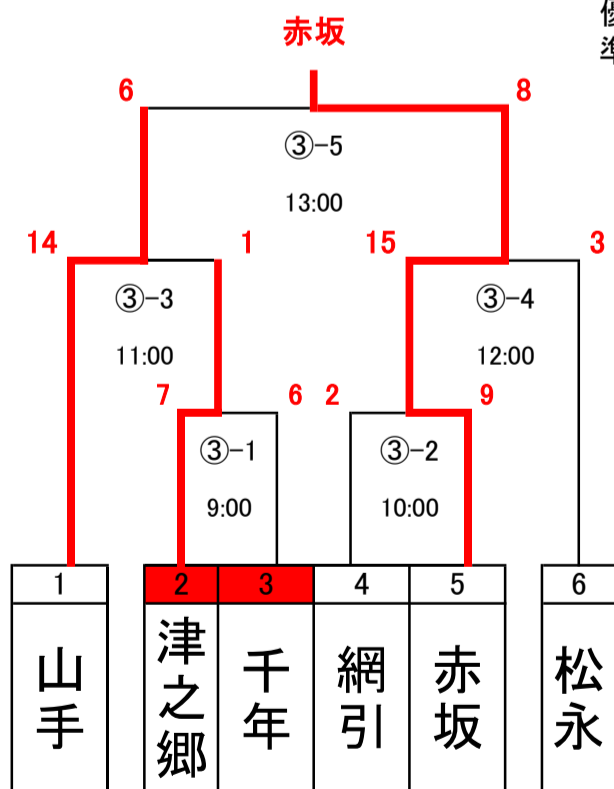 優
準
赤坂
6 8
③-5
13:00
14 1 15 3
③-3 ③-4
11:00 12:00
7 6 2 9
③-1 ③-2
9:00 10:00
1 2 3 4 5 6
山手
津之郷
千年
網引
赤坂
松永